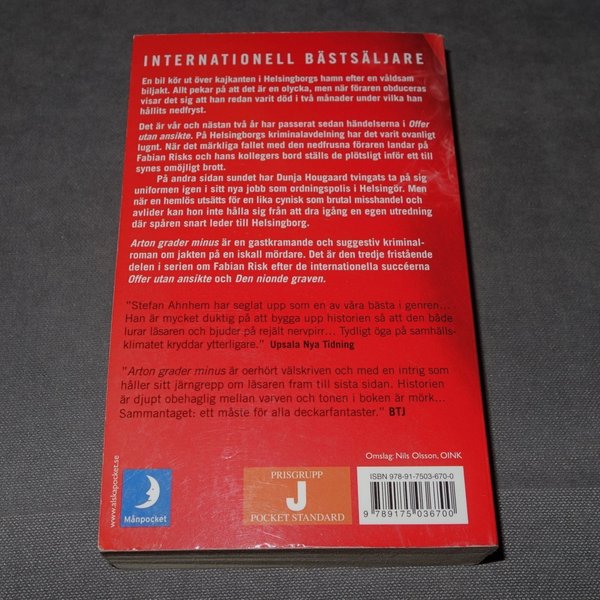 INTERNATIONELL BÄSTSÄLJARE
En bil kör ut över kajkanten i Helsingborgs hamn efter en våldsam
biljakt. Allt pekar på att det är en olycka, men när föraren obduceras
visar det sig att han redan varit död i två månader under vilka han
hållits nedfryst.
Det är vår och nästan två år har passerat sedan händelserna i Offer
utan ansikte. På Helsingborgs kriminalavdelning har det varit ovanligt
lugnt. När det märkliga fallet med den nedfrusna föraren landar på
Fabian Risks och hans kollegers bord ställs de plötsligt inför ett till
synes omöjligt brott.
På andra sidan sundet har Dunja Hougaard tvingats ta på sig
uniformen igen i sitt nya jobb som ordningspolis i Helsingör. Men
när en hemlös utsätts för en lika cynisk som brutal misshandel och
avlider kan hon inte hålla sig från att dra igång en egen utredning
där spåren snart leder till Helsingborg.
Arton grader minus är en gastkramande och suggestiv kriminal-
roman om jakten på en iskall mördare. Det är den tredje fristående
delen i serien om Fabian Risk efter de internationella succéerna
Offer utan ansikte och Den nionde graven.
"Stefan Ahnhem har seglat upp som en av våra bästa i genren...
Han är mycket duktig på att bygga upp historien så att den både
lurar läsaren och bjuder på rejält nervpirr... Tydligt öga på samhälls-
klimatet kryddar ytterligare." Upsala Nya Tidning
"Arton grader minus är oerhört välskriven och med en intrig som
håller sitt järngrepp om läsaren fram till sista sidan. Historien
är djupt obehaglig mellan varven och tonen i boken är mörk...
Sammantaget: ett måste för alla deckarfantaster." BTJ
Omslag: Nils Olsson, OINK
www.alskapocket.se
Månpocket
PRISGRUPP
J
POCKET STANDARD
ISBN 978-91-7503-670-0
9 789175 036700